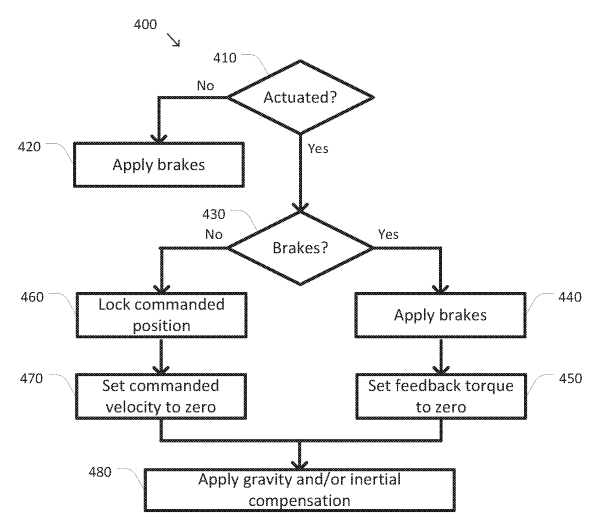 400
410
Actuated?
No
Yes
420
Apply brakes
430
Brakes?
No
Yes
460
Lock commanded
position
440
Apply brakes
470
Set commanded
velocity to zero
450
Set feedback torque
to zero
480
Apply gravity and/or inertial
compensation